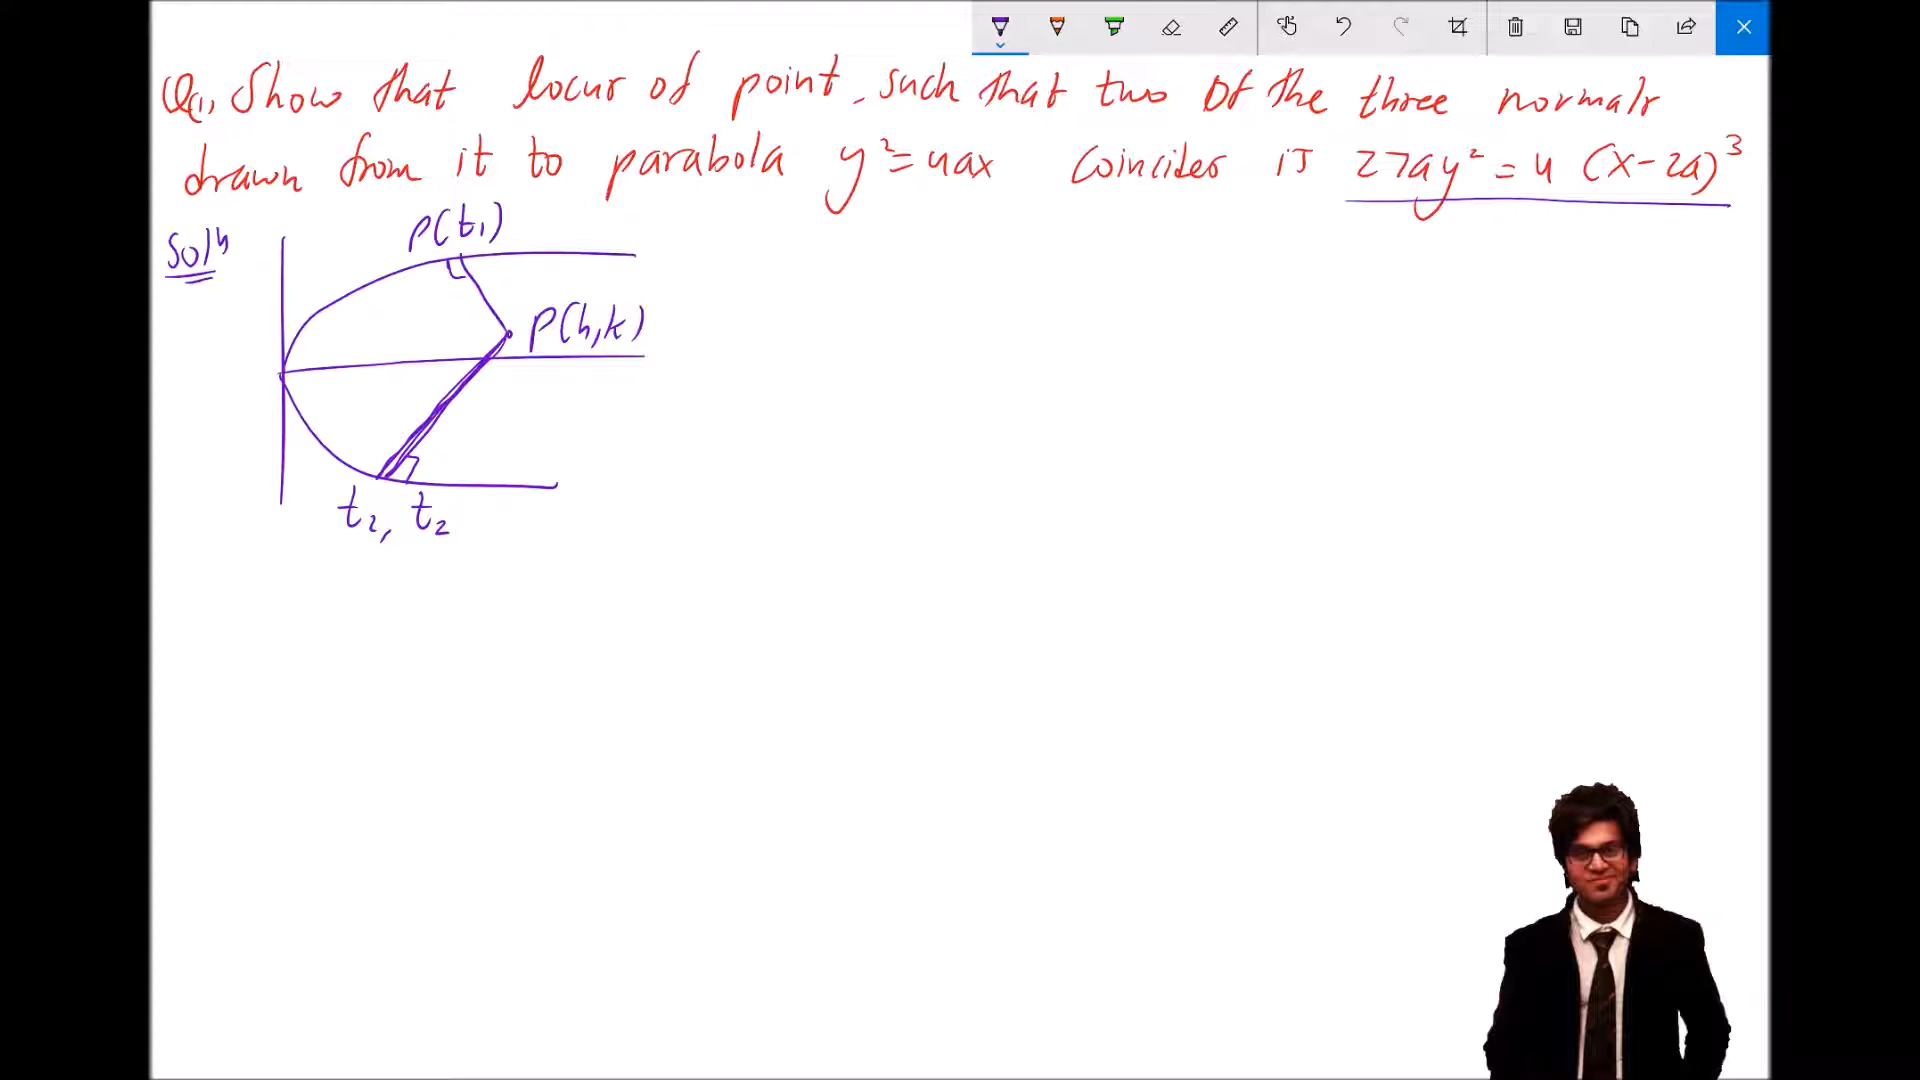 Q1, Show that locus of point, such that two of the three normals
drawn from it to parabola y²=4ax coincides is 27ay² = 4 (x-2a)³
Solⁿ
P(t₁)
P(h,k)
t₂, t₂